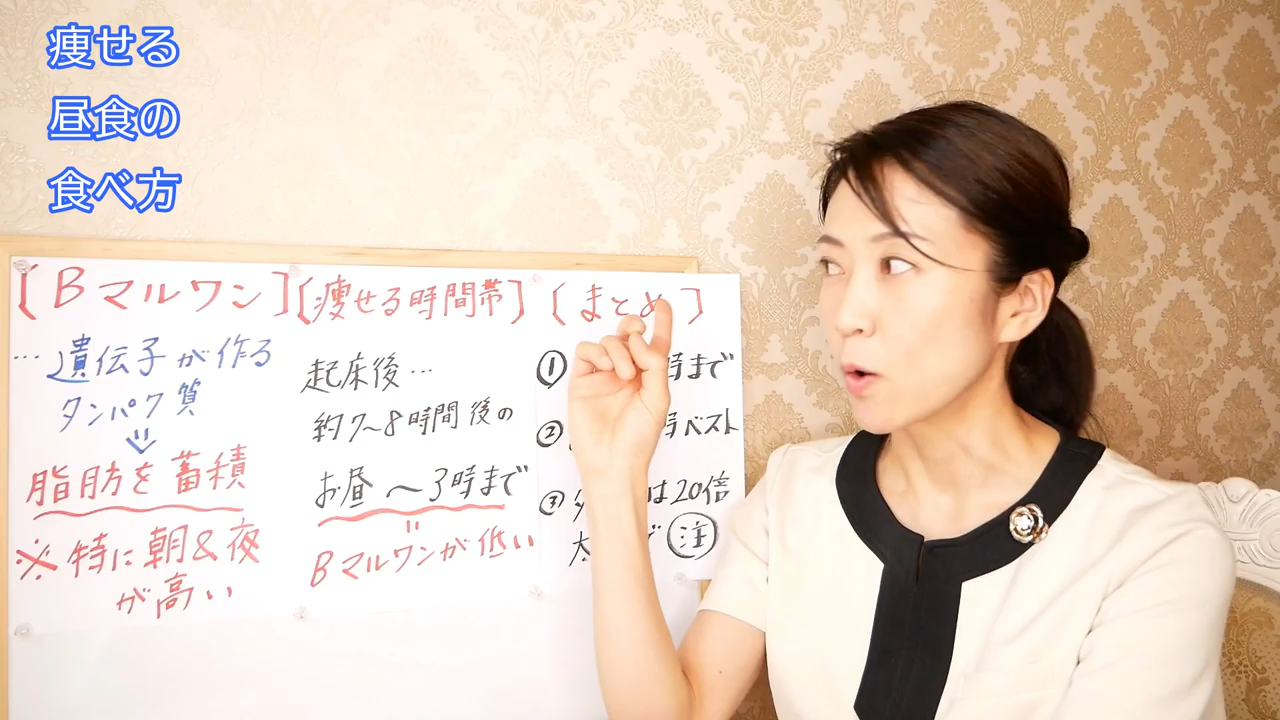 痩せる
昼食の
食べ方
[Bマルワン]
…遺伝子が作る
タンパク質
⇓
脂肪を蓄積
※特に朝&夜
が高い
[痩せる時間帯]
起床後…
約7~8時間後の
お昼~3時まで
Bマルワンが低い
[まとめ]
① 時まで
② ベスト
③ は20倍
注